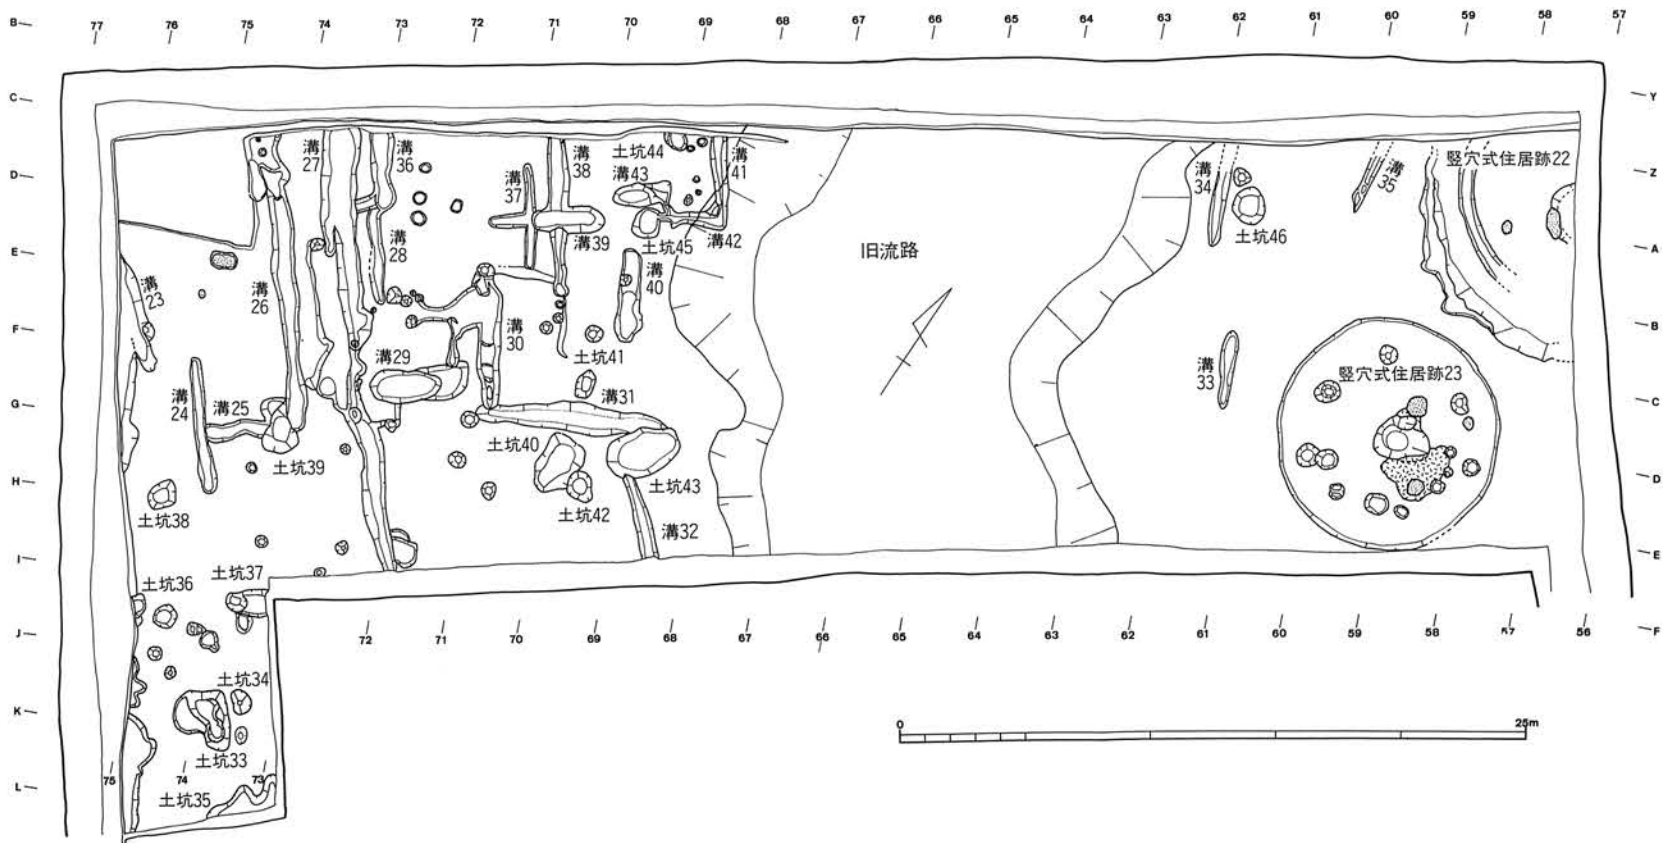 B 77 76 75 74 73 72 71 70 69 68 67 66 65 64 63 62 61 60 59 58 57
C Y
溝27
溝36
溝38
土坑44
溝41
D Z
溝37
溝43
溝34
溝35
竪穴式住居跡22
溝28
溝39
土坑45
溝42
土坑46
E A
旧流路
溝23
溝26
溝40
F B
溝30
土坑41
溝29
溝33
竪穴式住居跡23
溝24
溝25
溝31
G C
土坑40
土坑39
土坑43
H D
土坑38
土坑42
溝32
I E
土坑36
土坑37
J 72 71 70 69 68 67 66 65 64 63 62 61 60 59 58 57 56 F
土坑34
K
0 25m
土坑33
75 74 73
L
土坑35